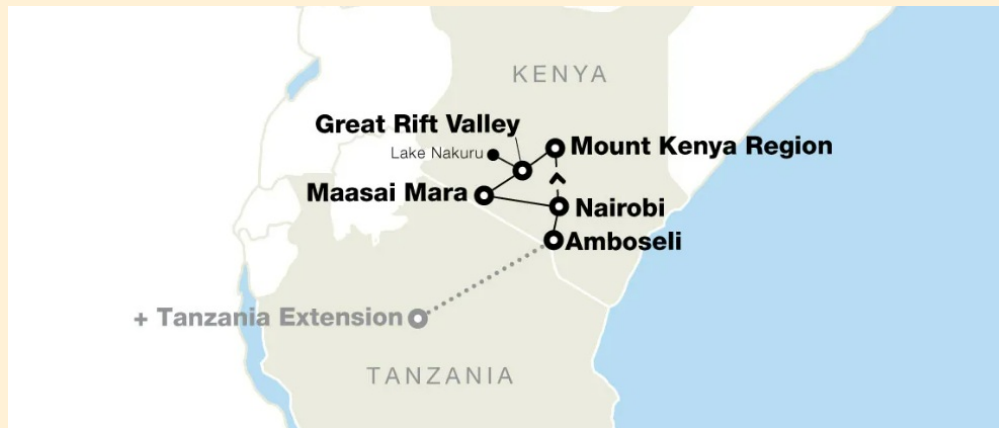 KENYA
Great Rift Valley
Lake Nakuru
Mount Kenya Region
Maasai Mara
Nairobi
Amboseli
+ Tanzania Extension
TANZANIA